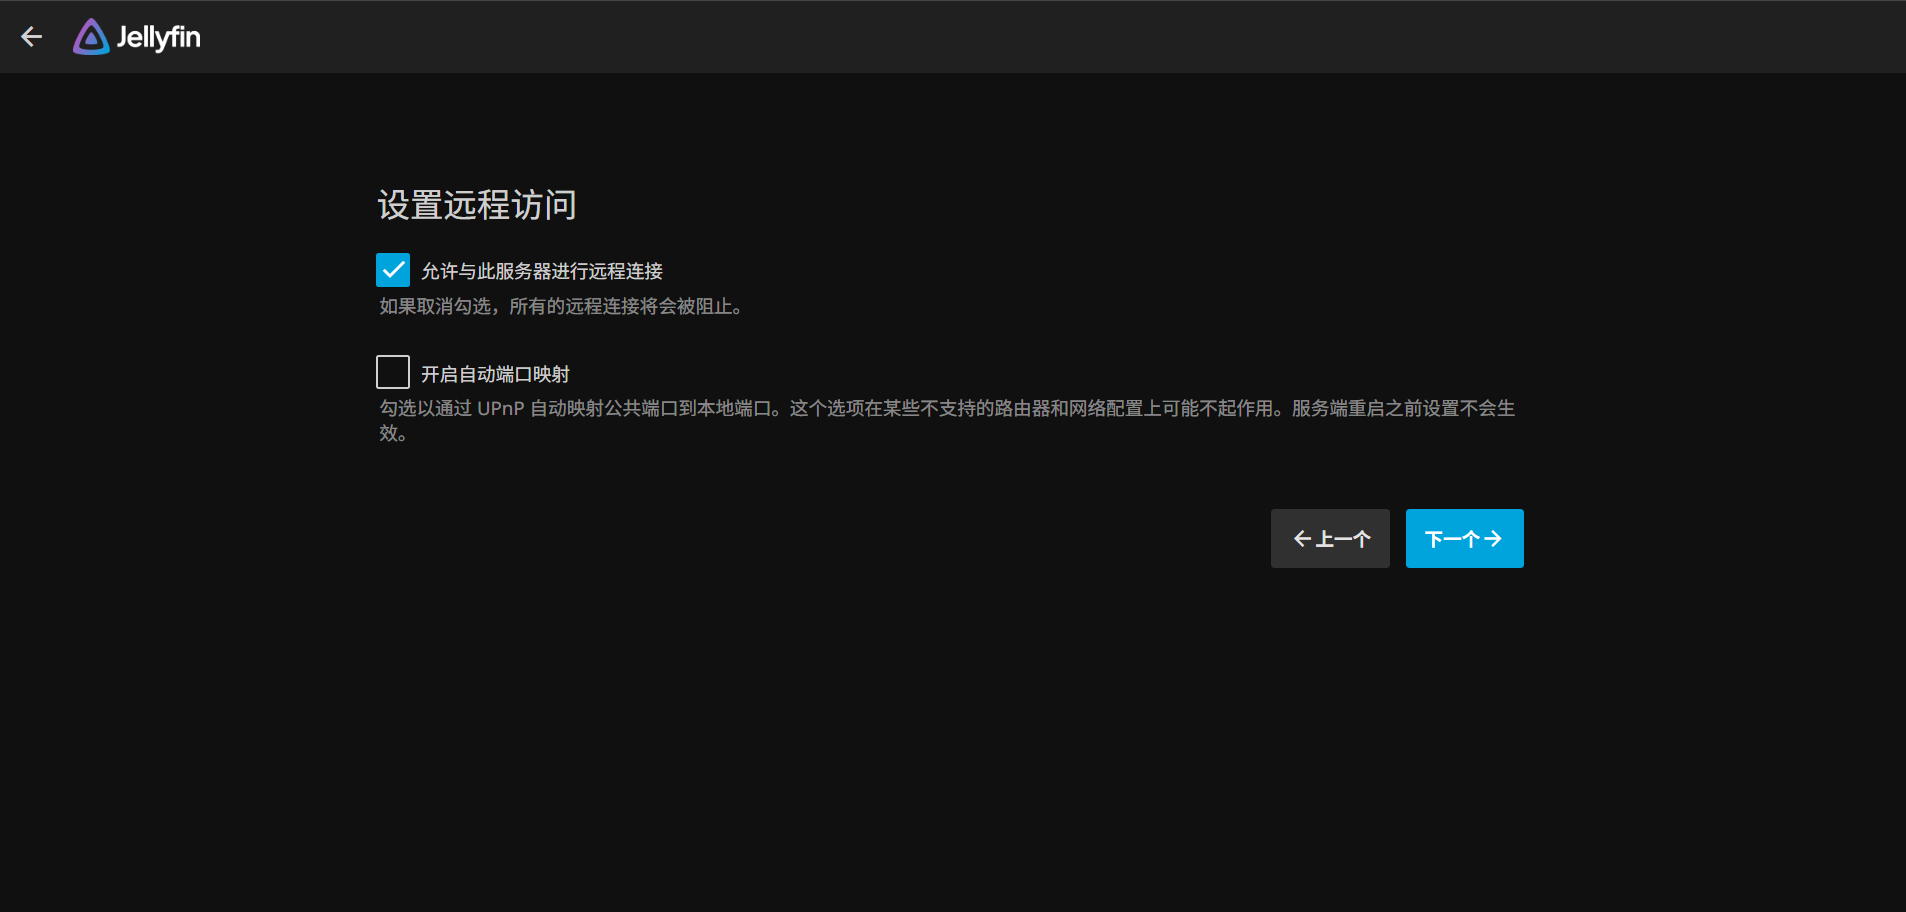 Jellyfin
设置远程访问
允许与此服务器进行远程连接
如果取消勾选，所有的远程连接将会被阻止。
开启自动端口映射
勾选以通过 UPnP 自动映射公共端口到本地端口。这个选项在某些不支持的路由器和网络配置上可能不起作用。服务端重启之前设置不会生
效。
上一个
下一个